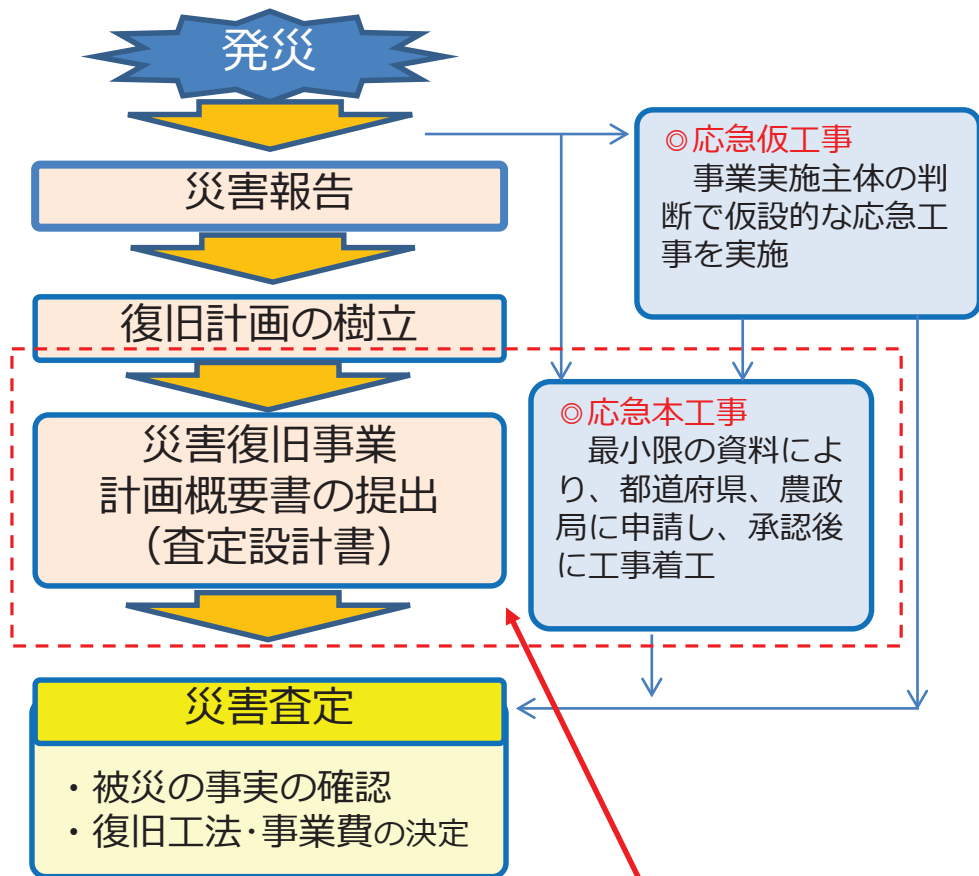 発災
災害報告
復旧計画の樹立
災害復旧事業
計画概要書の提出
（査定設計書）
災害査定
・被災の事実の確認
・復旧工法･事業費の決定
◎応急仮工事
　事業実施主体の判
断で仮設的な応急工
事を実施
◎応急本工事
　最小限の資料によ
り、都道府県、農政
局に申請し、承認後
に工事着工